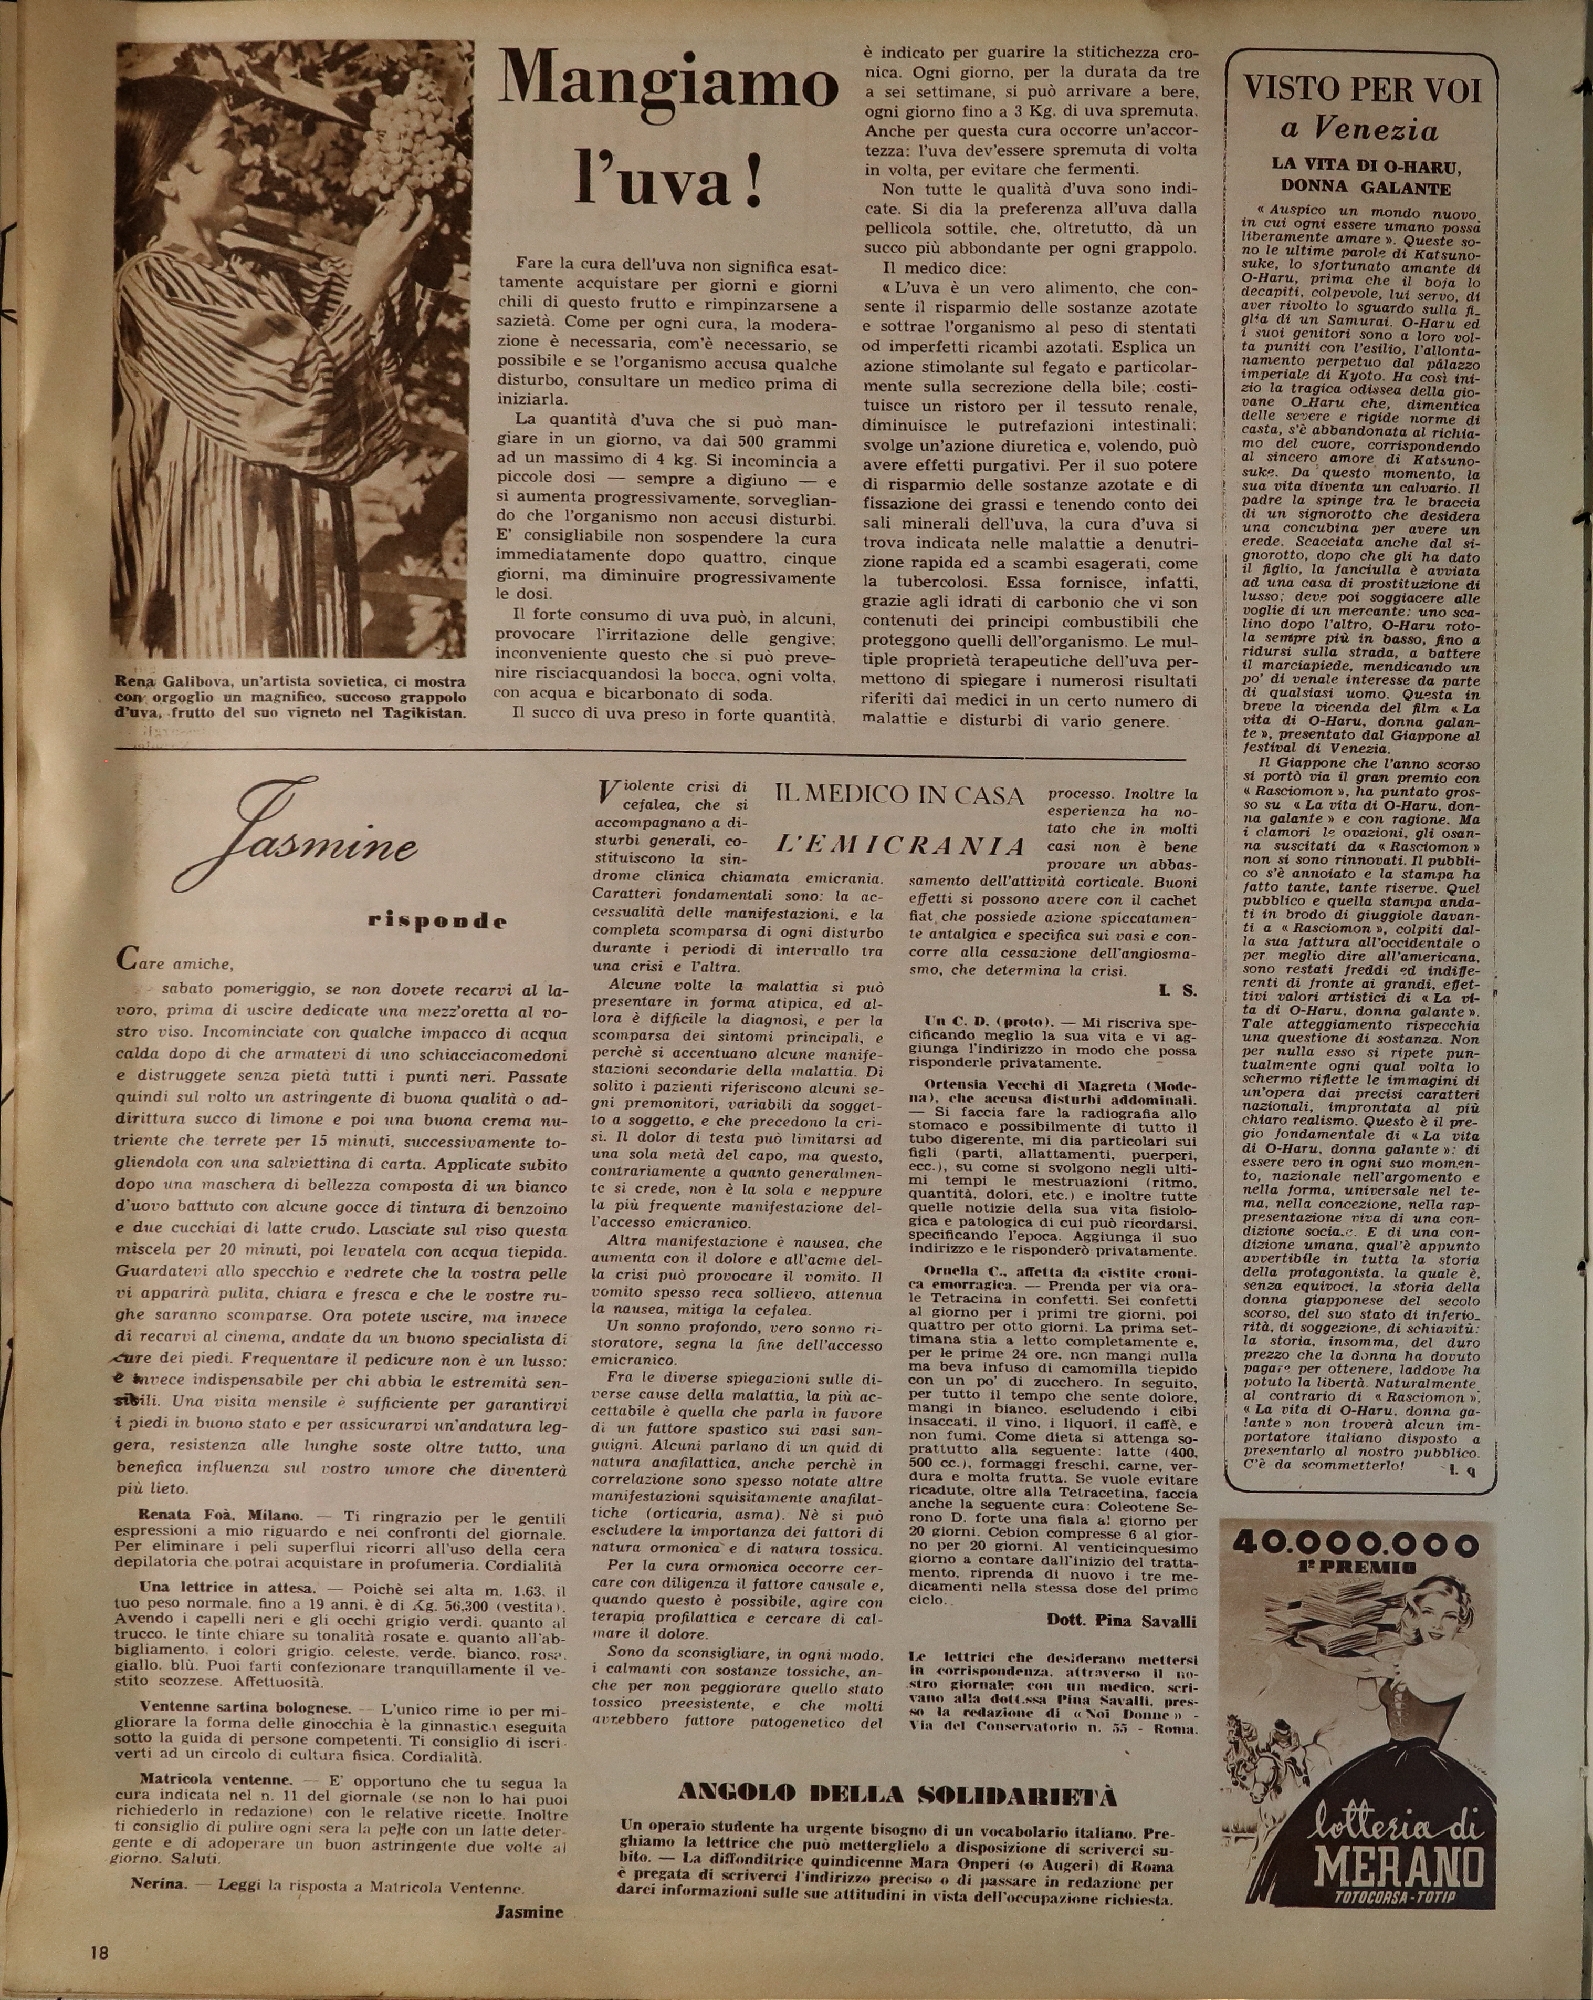 Mangiamo
l'uva!
Rena Galibova, un'artista sovietica, ci mostra
con orgoglio un magnifico, succoso grappolo
d'uva, frutto del suo vigneto nel Tagikistan.
Fare la cura dell'uva non significa esat-
tamente acquistare per giorni e giorni
chili di questo frutto e rimpinzarsene a
sazietà. Come per ogni cura, la modera-
zione è necessaria, com'è necessario, se
possibile e se l'organismo accusa qualche
disturbo, consultare un medico prima di
iniziarla.
La quantità d'uva che si può man-
giare in un giorno, va dai 500 grammi
ad un massimo di 4 kg. Si incomincia a
piccole dosi — sempre a digiuno — e
si aumenta progressivamente, sorveglian-
do che l'organismo non accusi disturbi.
E' consigliabile non sospendere la cura
immediatamente dopo quattro, cinque
giorni, ma diminuire progressivamente
le dosi.
Il forte consumo di uva può, in alcuni,
provocare l'irritazione delle gengive;
inconveniente questo che si può preve-
nire risciacquandosi la bocca, ogni volta,
con acqua e bicarbonato di soda.
Il succo di uva preso in forte quantità,
è indicato per guarire la stitichezza cro-
nica. Ogni giorno, per la durata da tre
a sei settimane, si può arrivare a bere,
ogni giorno fino a 3 Kg. di uva spremuta.
Anche per questa cura occorre un'accor-
tezza: l'uva dev'essere spremuta di volta
in volta, per evitare che fermenti.
Non tutte le qualità d'uva sono indi-
cate. Si dia la preferenza all'uva dalla
pellicola sottile, che, oltretutto, dà un
succo più abbondante per ogni grappolo.
Il medico dice:
« L'uva è un vero alimento, che con-
sente il risparmio delle sostanze azotate
e sottrae l'organismo al peso di stentati
od imperfetti ricambi azotati. Esplica un
azione stimolante sul fegato e particolar-
mente sulla secrezione della bile; costi-
tuisce un ristoro per il tessuto renale,
diminuisce le putrefazioni intestinali;
svolge un'azione diuretica e, volendo, può
avere effetti purgativi. Per il suo potere
di risparmio delle sostanze azotate e di
fissazione dei grassi e tenendo conto dei
sali minerali dell'uva, la cura d'uva si
trova indicata nelle malattie a denutri-
zione rapida ed a scambi esagerati, come
la tubercolosi. Essa fornisce, infatti,
grazie agli idrati di carbonio che vi son
contenuti dei principi combustibili che
proteggono quelli dell'organismo. Le mul-
tiple proprietà terapeutiche dell'uva per-
mettono di spiegare i numerosi risultati
riferiti dai medici in un certo numero di
malattie e disturbi di vario genere.
VISTO PER VOI
a Venezia
LA VITA DI O-HARU,
DONNA GALANTE
« Auspico un mondo nuovo
in cui ogni essere umano possa
liberamente amare ». Queste so-
no le ultime parole di Katsuno-
suke, lo sfortunato amante di
O-Haru, prima che il boja lo
decapiti, colpevole, lui servo, di
aver rivolto lo sguardo sulla fi-
glia di un Samurai. O-Haru ed
i suoi genitori sono a loro vol-
ta puniti con l'esilio, l'allonta-
namento perpetuo dal palazzo
imperiale di Kyoto. Ha così ini-
zio la tragica odissea della gio-
vane O-Haru che, dimentica
delle severe e rigide norme di
casta, s'è abbandonata al richia-
mo del cuore, corrispondendo
al sincero amore di Katsuno-
suke. Da questo momento, la
sua vita diventa un calvario. Il
padre la spinge tra le braccia
di un signorotto che desidera
una concubina per avere un
erede. Scacciata anche dal si-
gnorotto, dopo che gli ha dato
il figlio, la fanciulla è avviata
ad una casa di prostituzione di
lusso; deve poi soggiacere alle
voglie di un mercante: uno sca-
lino dopo l'altro, O-Haru roto-
la sempre più in basso, fino a
ridursi sulla strada, a battere
il marciapiede, mendicando un
po' di venale interesse da parte
di qualsiasi uomo. Questa in
breve la vicenda del film « La
vita di O-Haru, donna galan-
te », presentato dal Giappone al
festival di Venezia.
Il Giappone che l'anno scorso
si portò via il gran premio con
« Rasciomon », ha puntato gros-
so su « La vita di O-Haru, don-
na galante » e con ragione. Ma
i clamori le ovazioni, gli osan-
na suscitati da « Rasciomon »
non si sono rinnovati. Il pubbli-
co s'è annoiato e la stampa ha
fatto tante, tante riserve. Quel
pubblico e quella stampa anda-
ti in brodo di giuggiole davan-
ti a « Rasciomon », colpiti dal-
la sua fattura all'occidentale o
per meglio dire all'americana,
sono restati freddi ed indiffe-
renti di fronte ai grandi, effet-
tivi valori artistici di « La vi-
ta di O-Haru, donna galante ».
Tale atteggiamento rispecchia
una questione di sostanza. Non
per nulla esso si ripete pun-
tualmente ogni qual volta lo
schermo riflette le immagini di
un'opera dai precisi caratteri
nazionali, improntata al più
chiaro realismo. Questo è il pre-
gio fondamentale di « La vita
di O-Haru, donna galante »: di
essere vero in ogni suo momen-
to, nazionale nell'argomento e
nella forma, universale nel te-
ma, nella concezione, nella rap-
presentazione viva di una con-
dizione sociale. E di una con-
dizione umana, qual'è appunto
avvertibile in tutta la storia
della protagonista, la quale è,
senza equivoci, la storia della
donna giapponese del secolo
scorso, del suo stato di inferio-
rità, di soggezione, di schiavitù:
la storia, insomma, del duro
prezzo che la donna ha dovuto
pagare per ottenere, laddove ha
potuto la libertà. Naturalmente
al contrario di « Rasciomon »,
« La vita di O-Haru, donna ga-
lante » non troverà alcun im-
portatore italiano disposto a
presentarlo al nostro pubblico.
C'è da scommetterlo!
l. q
Jasmine
risponde
Care amiche,
sabato pomeriggio, se non dovete recarvi al la-
voro, prima di uscire dedicate una mezz'oretta al vo-
stro viso. Incominciate con qualche impacco di acqua
calda dopo di che armatevi di uno schiacciacomedoni
e distruggete senza pietà tutti i punti neri. Passate
quindi sul volto un astringente di buona qualità o ad-
dirittura succo di limone e poi una buona crema nu-
triente che terrete per 15 minuti, successivamente to-
gliendola con una salviettina di carta. Applicate subito
dopo una maschera di bellezza composta di un bianco
d'uovo battuto con alcune gocce di tintura di benzoino
e due cucchiai di latte crudo. Lasciate sul viso questa
miscela per 20 minuti, poi levatela con acqua tiepida.
Guardatevi allo specchio e vedrete che la vostra pelle
vi apparirà pulita, chiara e fresca e che le vostre ru-
ghe saranno scomparse. Ora potete uscire, ma invece
di recarvi al cinema, andate da un buono specialista di
cure dei piedi. Frequentare il pedicure non è un lusso;
è invece indispensabile per chi abbia le estremità sen-
sibili. Una visita mensile è sufficiente per garantirvi
i piedi in buono stato e per assicurarvi un'andatura leg-
gera, resistenza alle lunghe soste oltre tutto, una
benefica influenza sul vostro umore che diventerà
più lieto.
Renata Foà, Milano. — Ti ringrazio per le gentili
espressioni a mio riguardo e nei confronti del giornale.
Per eliminare i peli superflui ricorri all'uso della cera
depilatoria che potrai acquistare in profumeria. Cordialità
Una lettrice in attesa. — Poichè sei alta m. 1,63, il
tuo peso normale, fino a 19 anni, è di Kg. 56,300 (vestita).
Avendo i capelli neri e gli occhi grigio verdi, quanto al
trucco, le tinte chiare su tonalità rosate e, quanto all'ab-
bigliamento, i colori grigio, celeste, verde, bianco, rosa,
giallo, blù. Puoi farti confezionare tranquillamente il ve-
stito scozzese. Affettuosità.
Ventenne sartina bolognese. — L'unico rime io per mi-
gliorare la forma delle ginocchia è la ginnastica eseguita
sotto la guida di persone competenti. Ti consiglio di iscri-
verti ad un circolo di cultura fisica. Cordialità.
Matricola ventenne. — E' opportuno che tu segua la
cura indicata nel n. 11 del giornale (se non lo hai puoi
richiederlo in redazione) con le relative ricette. Inoltre
ti consiglio di pulire ogni sera la pelle con un latte deter-
gente e di adoperare un buon astringente due volte al
giorno. Saluti.
Nerina. — Leggi la risposta a Matricola Ventenne.
Jasmine
IL MEDICO IN CASA
L'EMICRANIA
Violente crisi di
cefalea, che si
accompagnano a di-
sturbi generali, co-
stituiscono la sin-
drome clinica chiamata emicrania.
Caratteri fondamentali sono: la ac-
cessualità delle manifestazioni, e la
completa scomparsa di ogni disturbo
durante i periodi di intervallo tra
una crisi e l'altra.
Alcune volte la malattia si può
presentare in forma atipica, ed al-
lora è difficile la diagnosi, e per la
scomparsa dei sintomi principali, e
perchè si accentuano alcune manife-
stazioni secondarie della malattia. Di
solito i pazienti riferiscono alcuni se-
gni premonitori, variabili da sogget-
to a soggetto, e che precedono la cri-
si. Il dolor di testa può limitarsi ad
una sola metà del capo, ma questo,
contrariamente a quanto generalmen-
te si crede, non è la sola e neppure
la più frequente manifestazione del-
l'accesso emicranico.
Altra manifestazione è nausea, che
aumenta con il dolore e all'acme del-
la crisi può provocare il vomito. Il
vomito spesso reca sollievo, attenua
la nausea, mitiga la cefalea.
Un sonno profondo, vero sonno ri-
storatore, segna la fine dell'accesso
emicranico.
Fra le diverse spiegazioni sulle di-
verse cause della malattia, la più ac-
cettabile è quella che parla in favore
di un fattore spastico sui vasi san-
guigni. Alcuni parlano di un quid di
natura anafilattica, anche perchè in
correlazione sono spesso notate altre
manifestazioni squisitamente anafilat-
tiche (orticaria, asma). Nè si può
escludere la importanza dei fattori di
natura ormonica e di natura tossica.
Per la cura ormonica occorre cer-
care con diligenza il fattore causale e,
quando questo è possibile, agire con
terapia profilattica e cercare di cal-
mare il dolore.
Sono da sconsigliare, in ogni modo,
i calmanti con sostanze tossiche, an-
che per non peggiorare quello stato
tossico preesistente, e che molti
avrebbero fattore patogenetico del
processo. Inoltre la
esperienza ha no-
tato che in molti
casi non è bene
provare un abbas-
samento dell'attività corticale. Buoni
effetti si possono avere con il cachet
fiat che possiede azione spiccatamen-
te antalgica e specifica sui vasi e con-
corre alla cessazione dell'angiospa-
smo, che determina la crisi.
I. S.
Un C. D. (proto). — Mi riscriva spe-
cificando meglio la sua vita e vi ag-
giunga l'indirizzo in modo che possa
risponderle privatamente.
Ortensia Vecchi di Magreta (Mode-
na), che accusa disturbi addominali.
— Si faccia fare la radiografia allo
stomaco e possibilmente di tutto il
tubo digerente, mi dia particolari sui
figli (parti, allattamenti, puerperi,
ecc.), su come si svolgono negli ulti-
mi tempi le mestruazioni (ritmo,
quantità, dolori, etc.) e inoltre tutte
quelle notizie della sua vita fisiolo-
gica e patologica di cui può ricordarsi,
specificando l'epoca. Aggiunga il suo
indirizzo e le risponderò privatamente.
Ornella C., affetta da cistite croni-
ca emorragica. — Prenda per via ora-
le Tetracina in confetti. Sei confetti
al giorno per i primi tre giorni, poi
quattro per otto giorni. La prima set-
timana stia a letto completamente e,
per le prime 24 ore, non mangi nulla
ma beva infuso di camomilla tiepido
con un po' di zucchero. In seguito,
per tutto il tempo che sente dolore,
mangi in bianco, escludendo i cibi
insaccati, il vino, i liquori, il caffè, e
non fumi. Come dieta si attenga so-
prattutto alla seguente: latte (400,
500 cc.), formaggi freschi, carne, ver-
dura e molta frutta. Se vuole evitare
ricadute, oltre alla Tetracetina, faccia
anche la seguente cura: Coleotene Se-
rono D. forte una fiala al giorno per
20 giorni. Cebion compresse 6 al gior-
no per 20 giorni. Al venticinquesimo
giorno a contare dall'inizio del tratta-
mento, riprenda di nuovo i tre me-
dicamenti nella stessa dose del primo
ciclo.
Dott. Pina Savalli
Le lettrici che desiderano mettersi
in corrispondenza, attraverso il no-
stro giornale, con un medico, scri-
vano alla dott.ssa Pina Savalli, pres-
so la redazione di « Noi Donne » -
Via del Conservatorio n. 55 - Roma.
ANGOLO DELLA SOLIDARIETÀ
Un operaio studente ha urgente bisogno di un vocabolario italiano. Pre-
ghiamo la lettrice che può metterglielo a disposizione di scriverci su-
bito. — La diffonditrice quindicenne Mara Onperi (o Augeri) di Roma
è pregata di scriverci l'indirizzo preciso o di passare in redazione per
darci informazioni sulle sue attitudini in vista dell'occupazione richiesta.
40.000.000
1º PREMIO
lotteria di
MERANO
TOTOCORSA - TOTIP
18